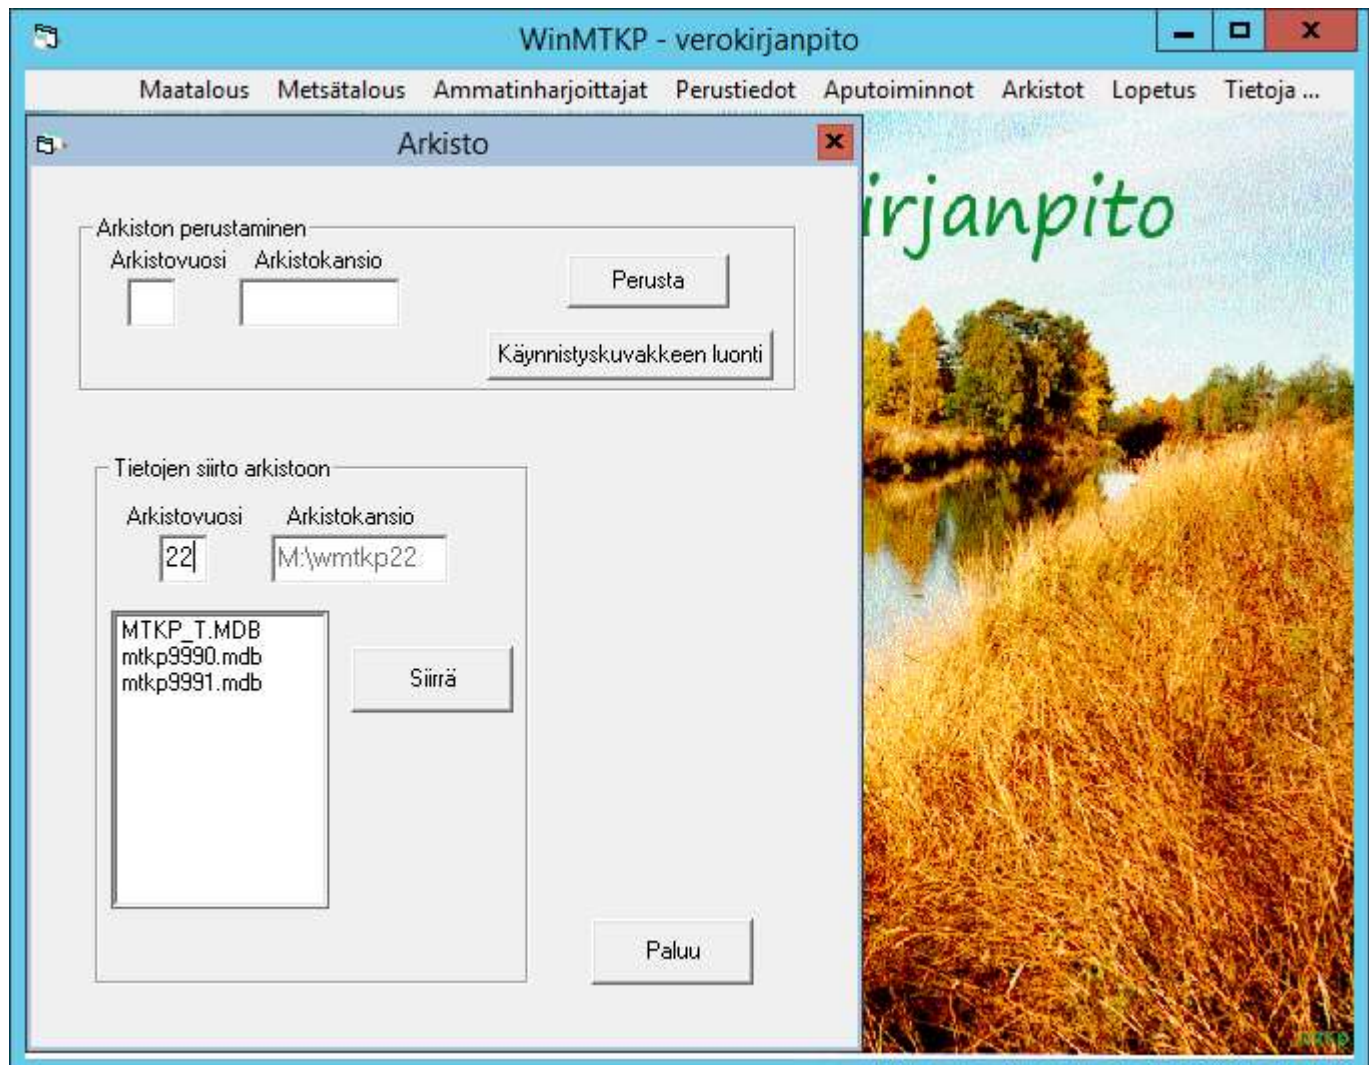 WinMTKP - verokirjanpito
Maatalous Metsätalous Ammatinharjoittajat Perustiedot Aputoiminnot Arkistot Lopetus Tietoja ...
Arkisto
irjanpito
Arkiston perustaminen
Arkistovuosi Arkistokansio
Perusta
Käynnistyskuvakkeen luonti
Tietojen siirto arkistoon
Arkistovuosi Arkistokansio
22 M:\wmtkp22
MTKP_T.MDB
mtkp9990.mdb
mtkp9991.mdb
Siirrä
Paluu